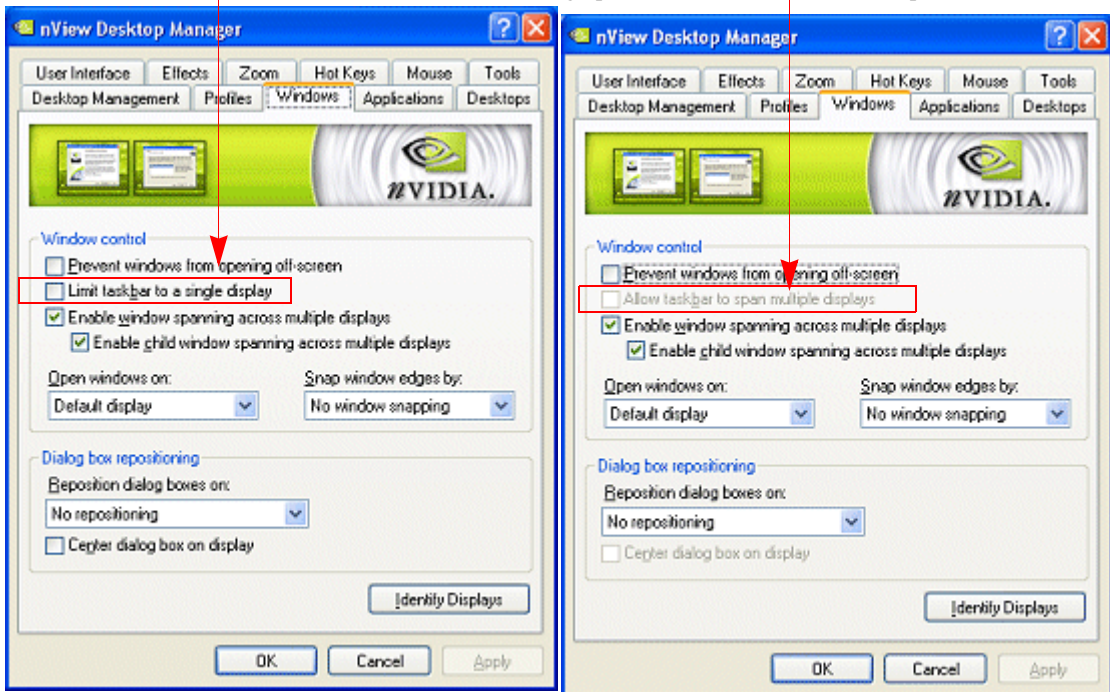 nView Desktop Manager
User Interface Effects Zoom Hot Keys Mouse Tools
Desktop Management Profiles Windows Applications Desktops
nVIDIA.
Window control
Prevent windows from opening off-screen
Limit taskbar to a single display
Enable window spanning across multiple displays
Enable child window spanning across multiple displays
Open windows on: Snap window edges by:
Default display No window snapping
Dialog box repositioning
Reposition dialog boxes on:
No repositioning
Center dialog box on display
Identify Displays
OK Cancel Apply
nView Desktop Manager
User Interface Effects Zoom Hot Keys Mouse Tools
Desktop Management Profiles Windows Applications Desktops
nVIDIA.
Window control
Prevent windows from opening off-screen
Allow taskbar to span multiple displays
Enable window spanning across multiple displays
Enable child window spanning across multiple displays
Open windows on: Snap window edges by:
Default display No window snapping
Dialog box repositioning
Reposition dialog boxes on:
No repositioning
Center dialog box on display
Identify Displays
OK Cancel Apply